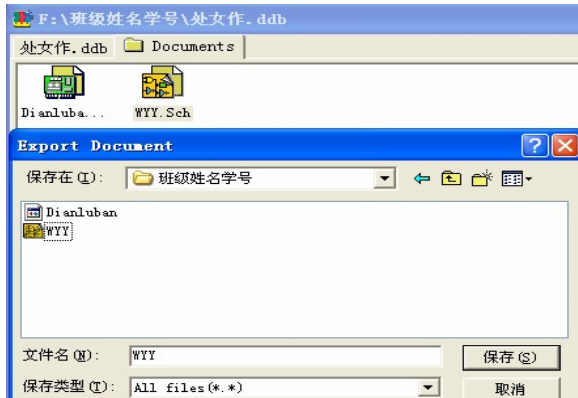 F:\班级姓名学号\处女作.ddb
处女作.ddb Documents
Dianluba... WYY.Sch
Export Document
保存在(I): 班级姓名学号
Dianluban
WYY
文件名(N): WYY 保存(S)
保存类型(T): All files(*.*) 取消